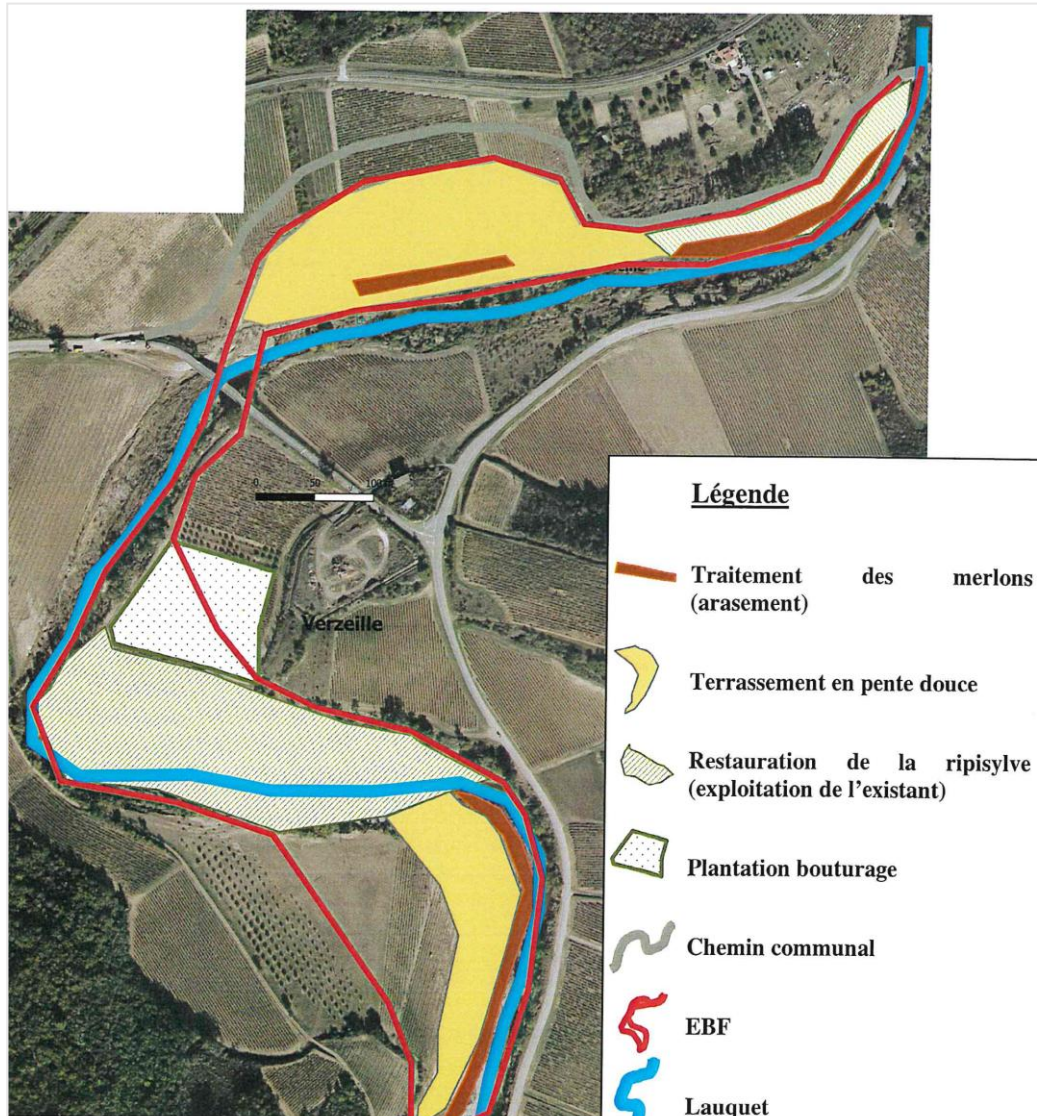 0 50 100 m
Verzeille
Légende
Traitement des merlons
(arasement)
Terrassement en pente douce
Restauration de la ripisylve
(exploitation de l'existant)
Plantation bouturage
Chemin communal
EBF
Lauquet